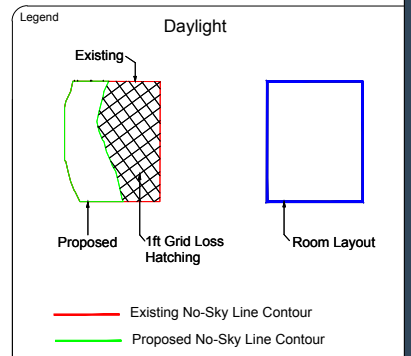 Legend
Daylight
Existing
Proposed
1ft Grid Loss
Hatching
Room Layout
Existing No-Sky Line Contour
Proposed No-Sky Line Contour